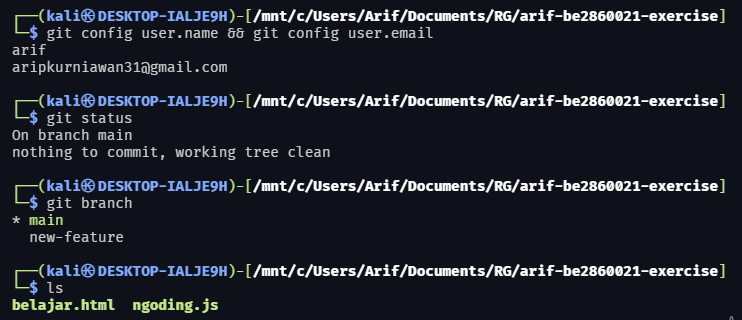 ┌──(kali㉿DESKTOP-IALJE9H)-[/mnt/c/Users/Arif/Documents/RG/arif-be2860021-exercise]
└─$ git config user.name && git config user.email
arif
aripkurniawan31@gmail.com
┌──(kali㉿DESKTOP-IALJE9H)-[/mnt/c/Users/Arif/Documents/RG/arif-be2860021-exercise]
└─$ git status
On branch main
nothing to commit, working tree clean
┌──(kali㉿DESKTOP-IALJE9H)-[/mnt/c/Users/Arif/Documents/RG/arif-be2860021-exercise]
└─$ git branch
* main
  new-feature
┌──(kali㉿DESKTOP-IALJE9H)-[/mnt/c/Users/Arif/Documents/RG/arif-be2860021-exercise]
└─$ ls
belajar.html  ngoding.js